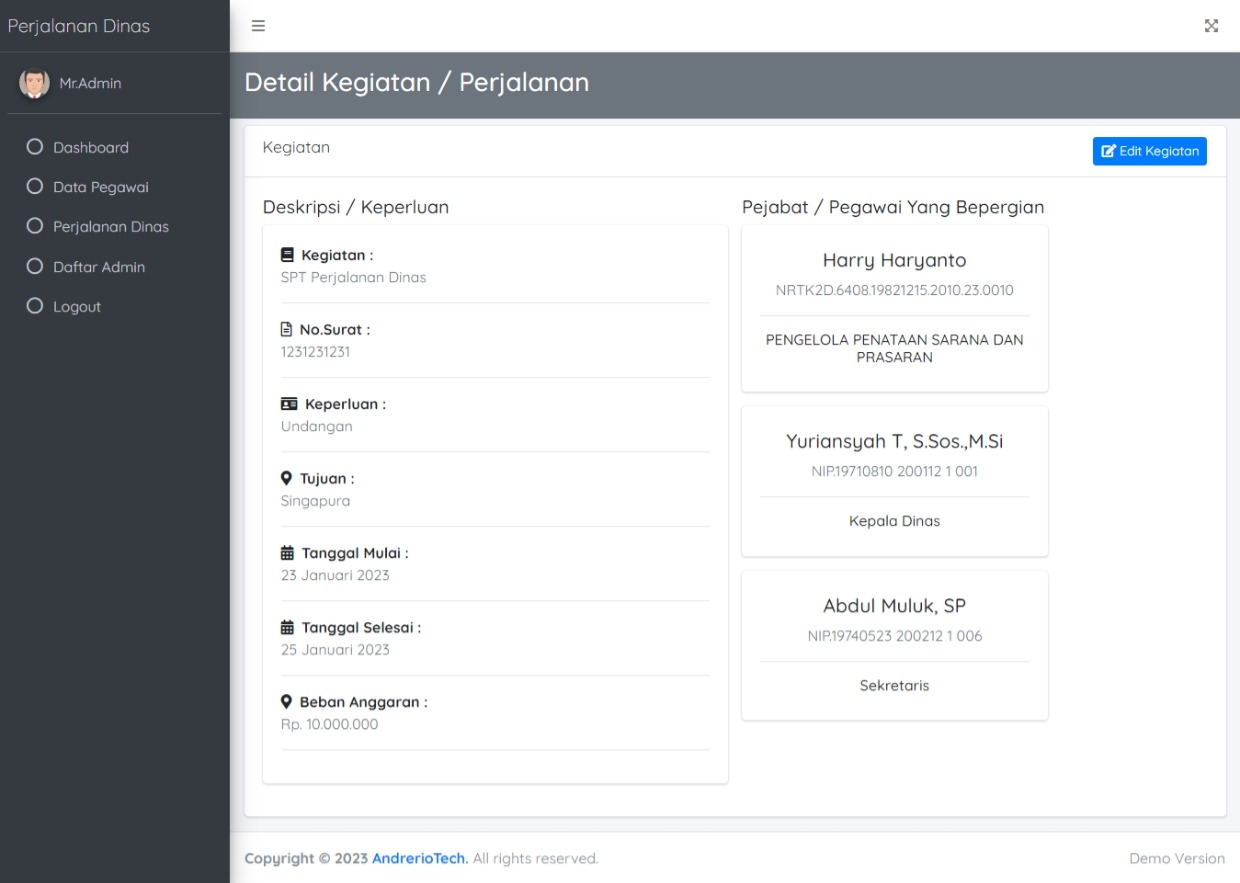 Perjalanan Dinas
Mr.Admin
Dashboard
Data Pegawai
Perjalanan Dinas
Daftar Admin
Logout
Detail Kegiatan / Perjalanan
Kegiatan
Edit Kegiatan
Deskripsi / Keperluan
Kegiatan :
SPT Perjalanan Dinas
No.Surat :
1231231231
Keperluan :
Undangan
Tujuan :
Singapura
Tanggal Mulai :
23 Januari 2023
Tanggal Selesai :
25 Januari 2023
Beban Anggaran :
Rp. 10.000.000
Pejabat / Pegawai Yang Bepergian
Harry Haryanto
NRTK2D.6408.19821215.2010.23.0010
PENGELOLA PENATAAN SARANA DAN
PRASARAN
Yuriansyah T, S.Sos.,M.Si
NIP.19710810 200112 1 001
Kepala Dinas
Abdul Muluk, SP
NIP.19740523 200212 1 006
Sekretaris
Copyright © 2023 AndrerioTech. All rights reserved.
Demo Version